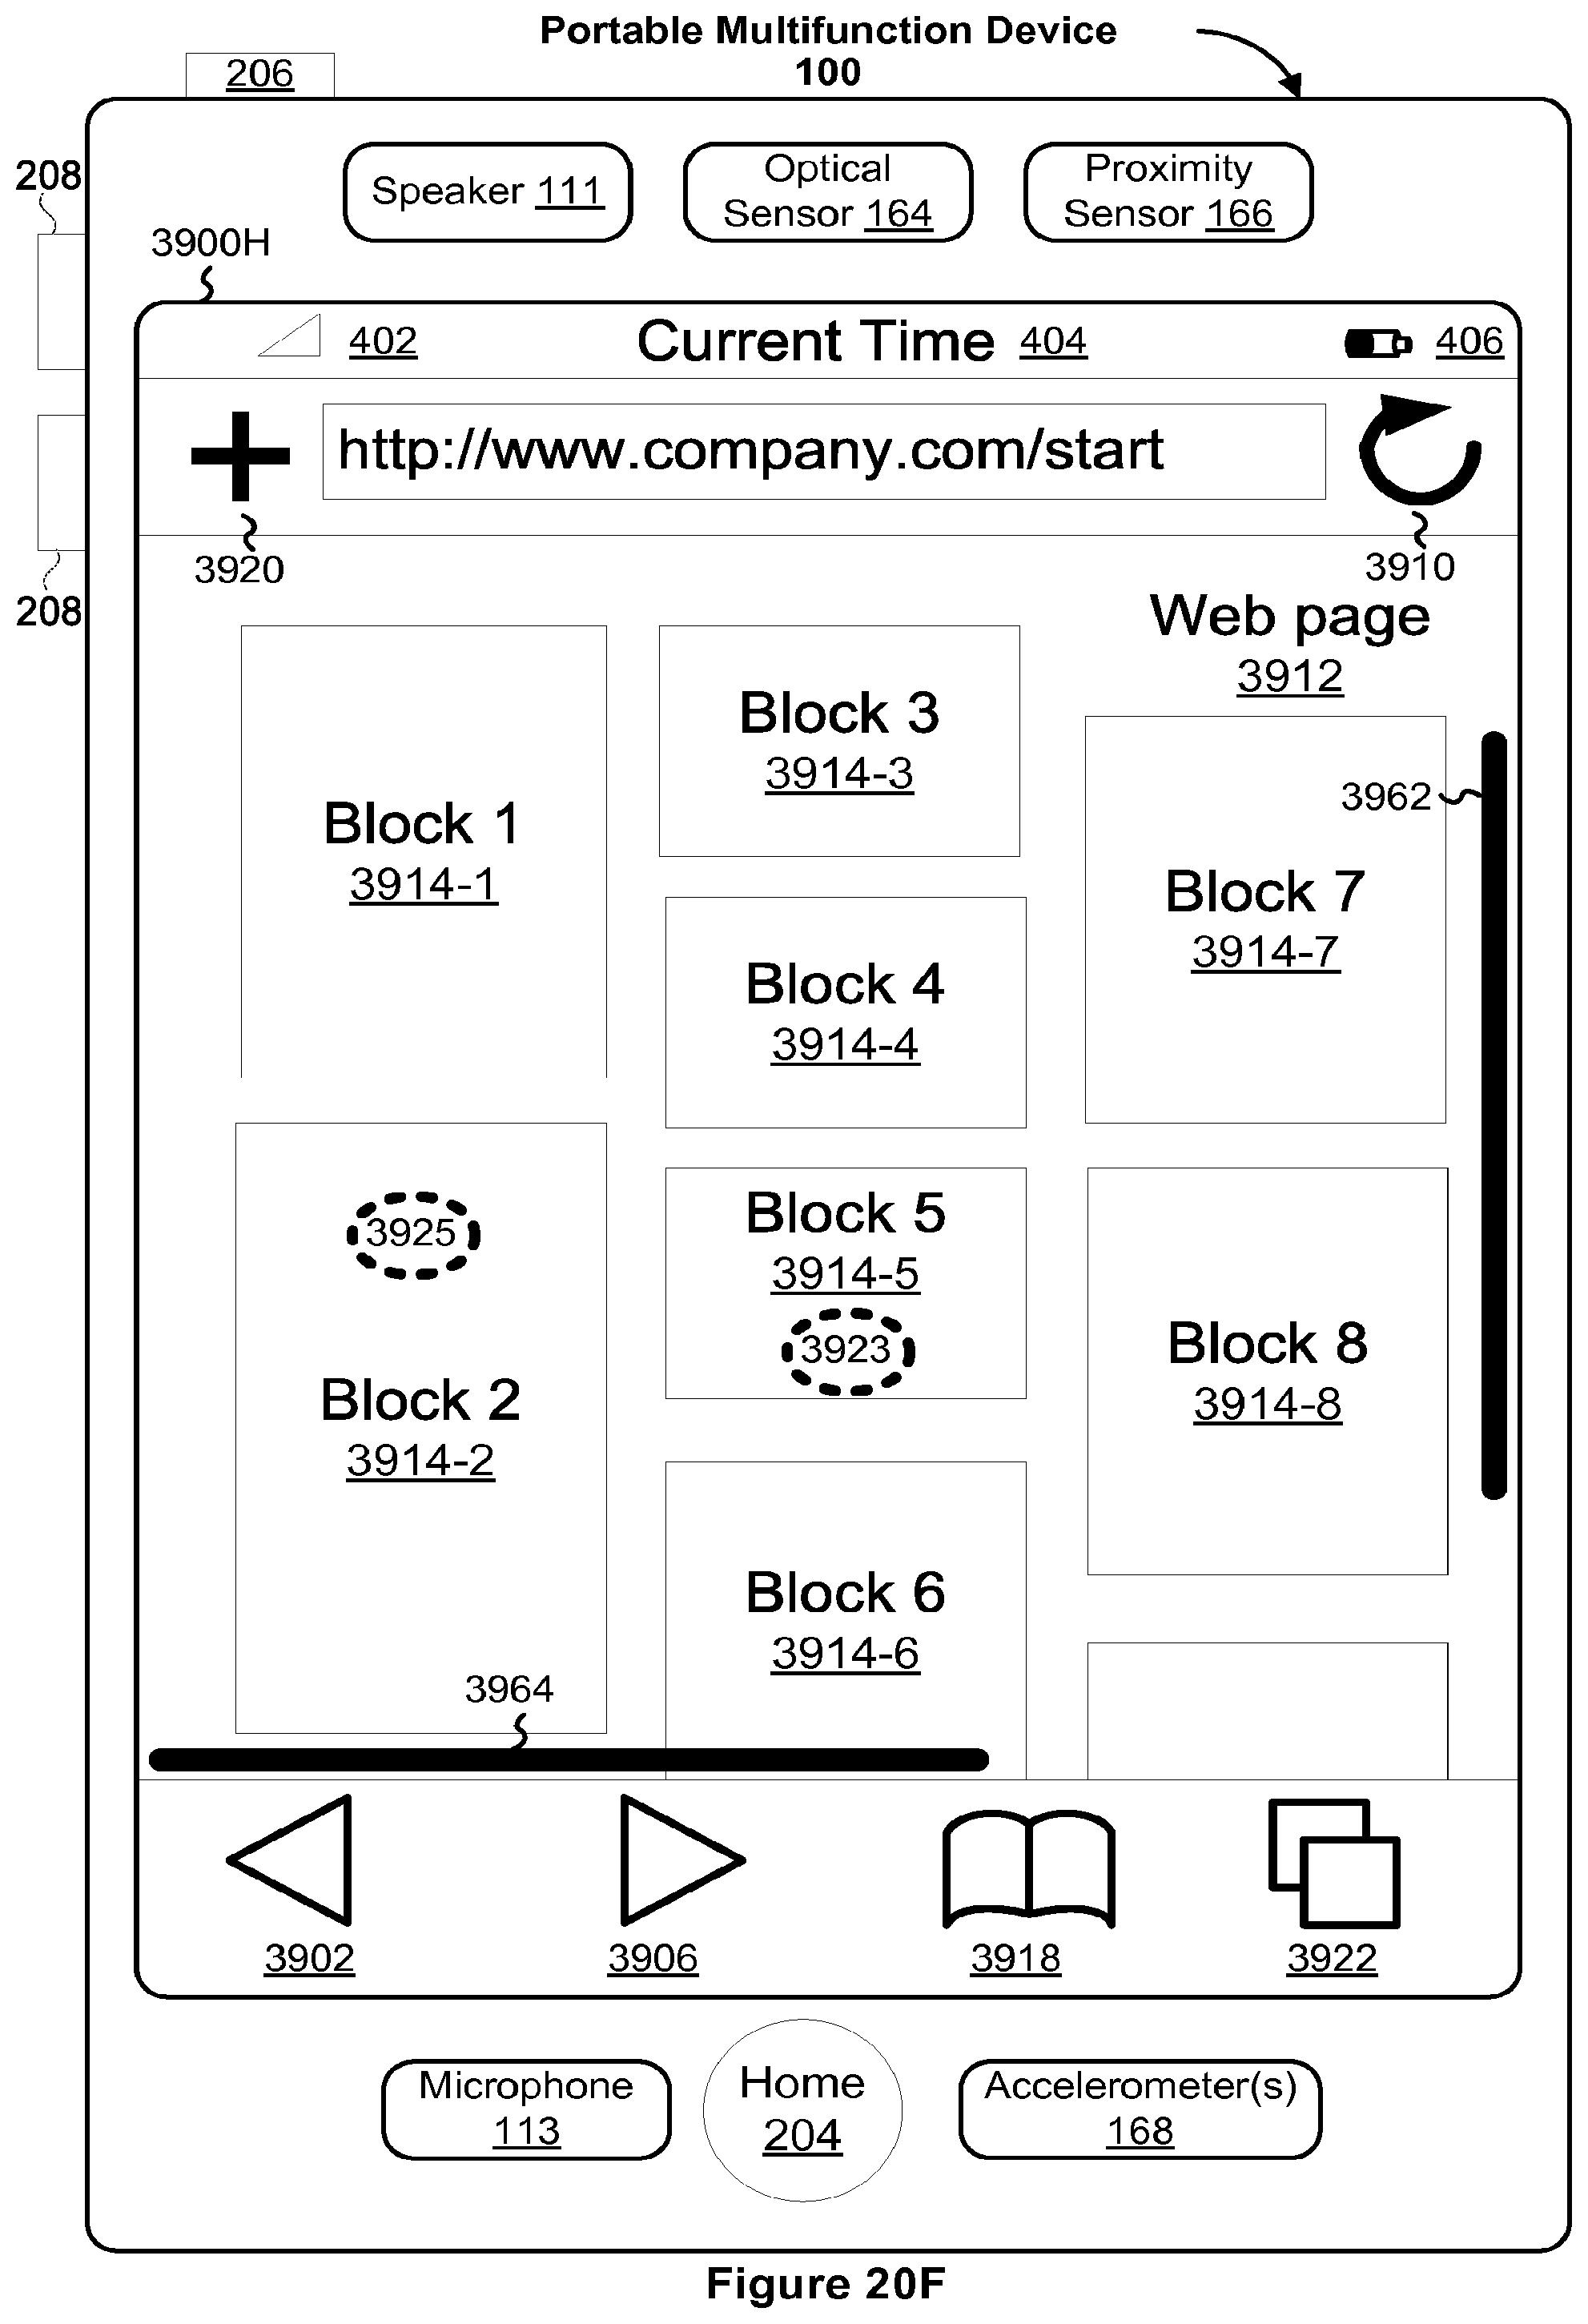 Portable Multifunction Device
100
206
208
Speaker 111
Optical
Sensor 164
Proximity
Sensor 166
3900H
402
Current Time 404
406
http://www.company.com/start
3920
3910
208
Web page
3912
Block 1
3914-1
Block 3
3914-3
3962
Block 7
3914-7
Block 4
3914-4
3925
Block 2
3914-2
Block 5
3914-5
3923
Block 8
3914-8
Block 6
3914-6
3964
3902
3906
3918
3922
Microphone
113
Home
204
Accelerometer(s)
168
Figure 20F